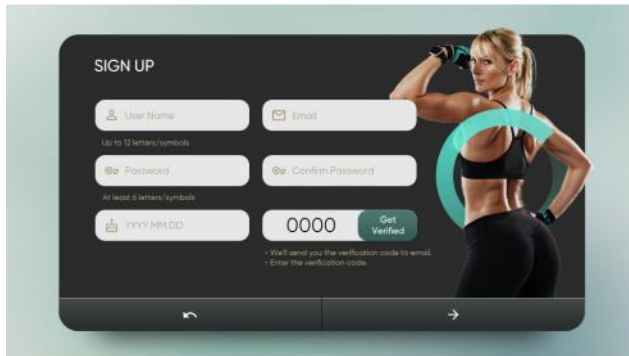 SIGN UP
User Name
Email
Up to 12 letters/symbols
Password
Confirm Password
At least 6 letters/symbols
YYYY.MM.DD
0000
Get
Verified
- We'll send you the verification code to email.
- Enter the verification code.